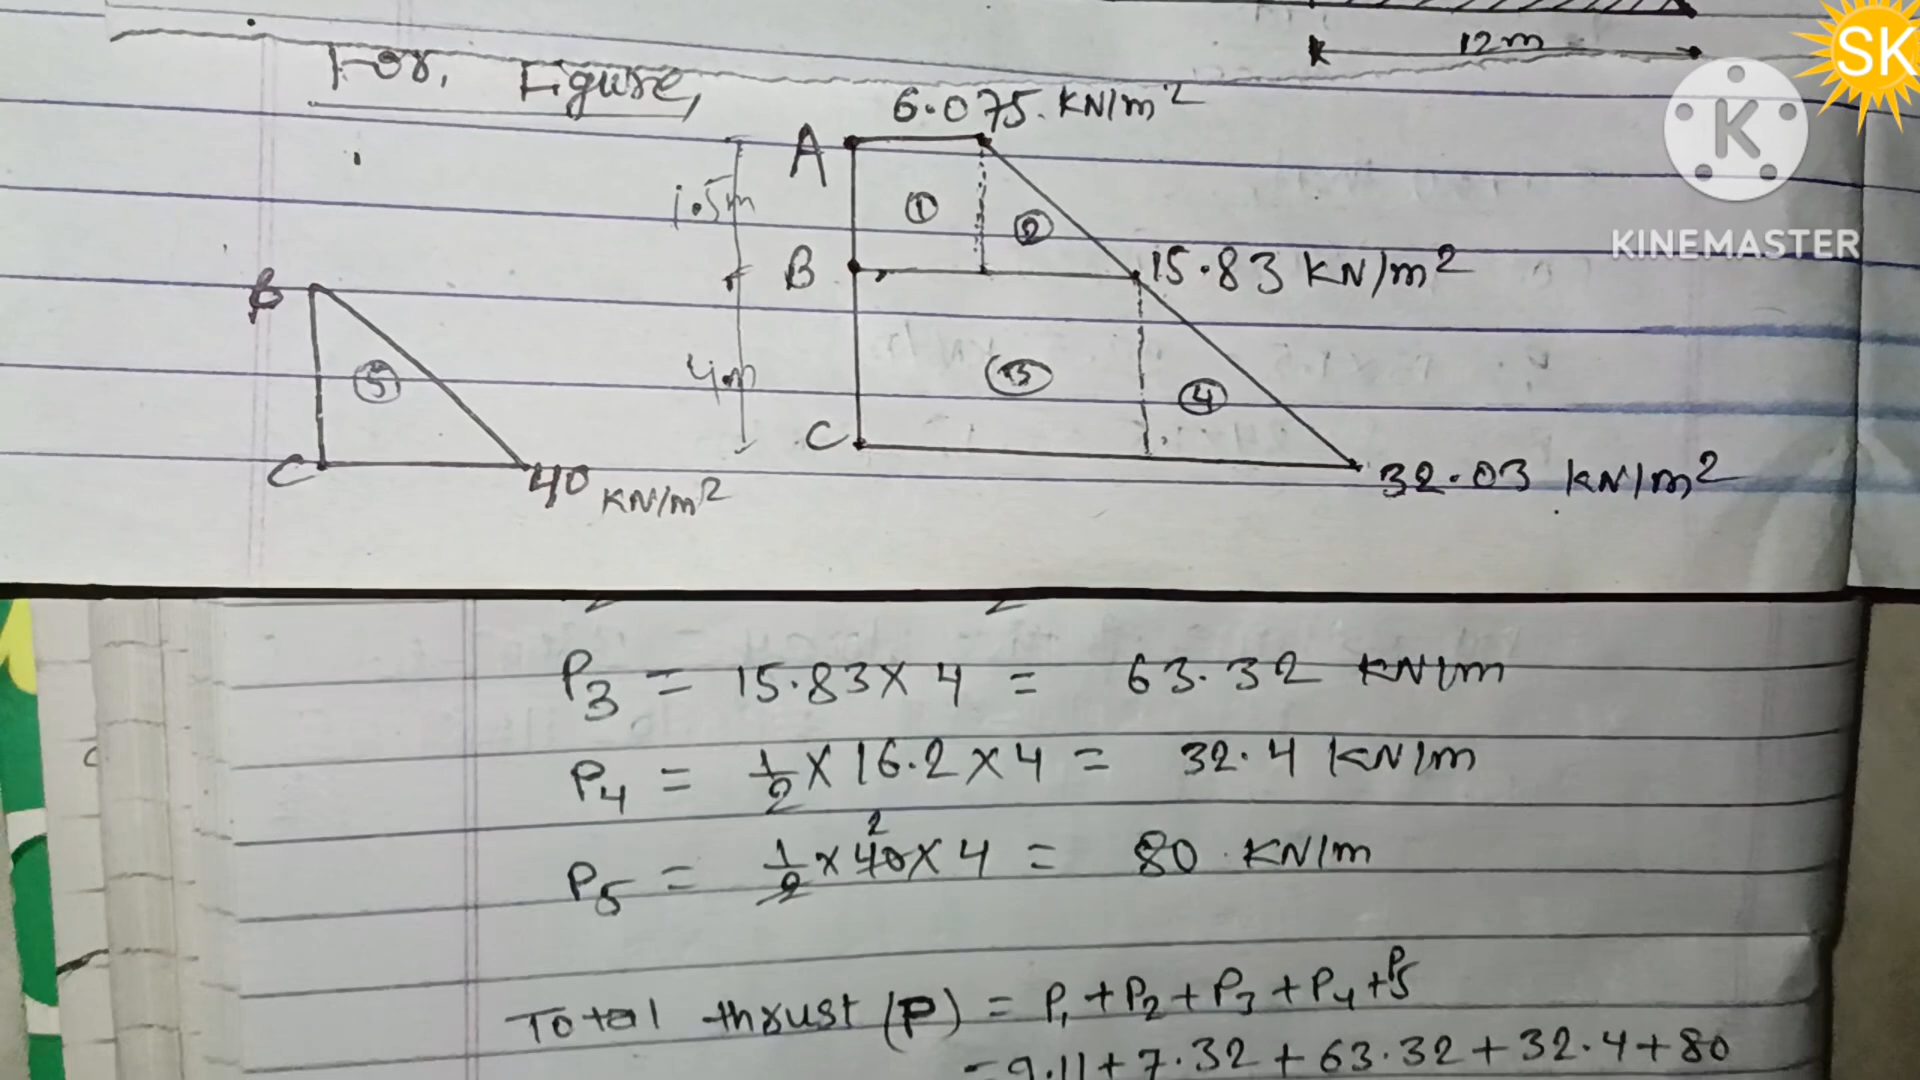 12m
SK
For, Figure,
6.075. KN/m²
K
KINEMASTER
A
1.5m
① ②
B
15.83 KN/m²
B
⑤
4m
③ ④
C
C
40 KN/m²
32.03 KN/m²
P3 = 15.83 × 4 = 63.32 KN/m
P4 = 1/2 × 16.2 × 4 = 32.4 KN/m
2
P5 = 1/2 × 40 × 4 = 80 KN/m
Total thrust (P) = P1 + P2 + P3 + P4 + P5
= 9.11 + 7.32 + 63.32 + 32.4 + 80